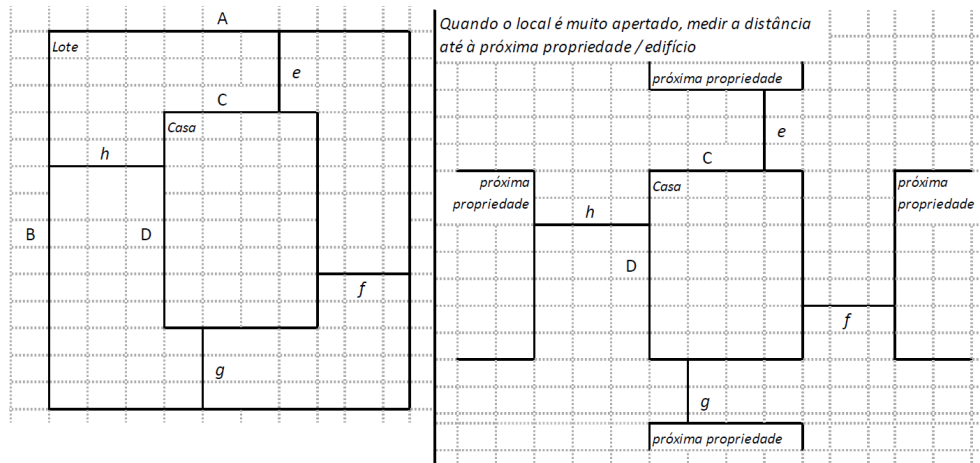 A
Lote
e
C
Casa
h
B
D
f
g
Quando o local é muito apertado, medir a distância
até à próxima propriedade / edifício
próxima propriedade
e
C
próxima
propriedade
Casa
próxima
propriedade
h
D
f
g
próxima propriedade